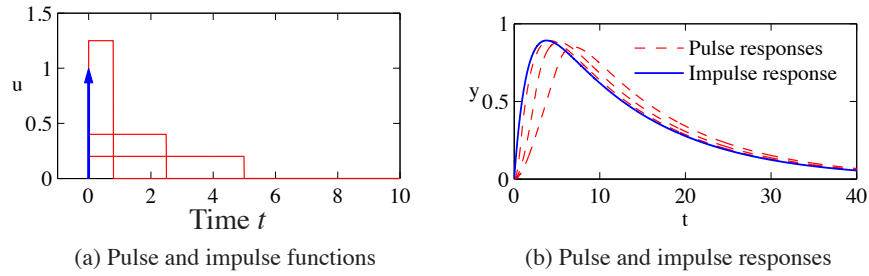 1.5
1
u
0.5
0
0 2 4 6 8 10
Time t
(a) Pulse and impulse functions
1
Pulse responses
Impulse response
y
0.5
0
0 10 20 30 40
t
(b) Pulse and impulse responses